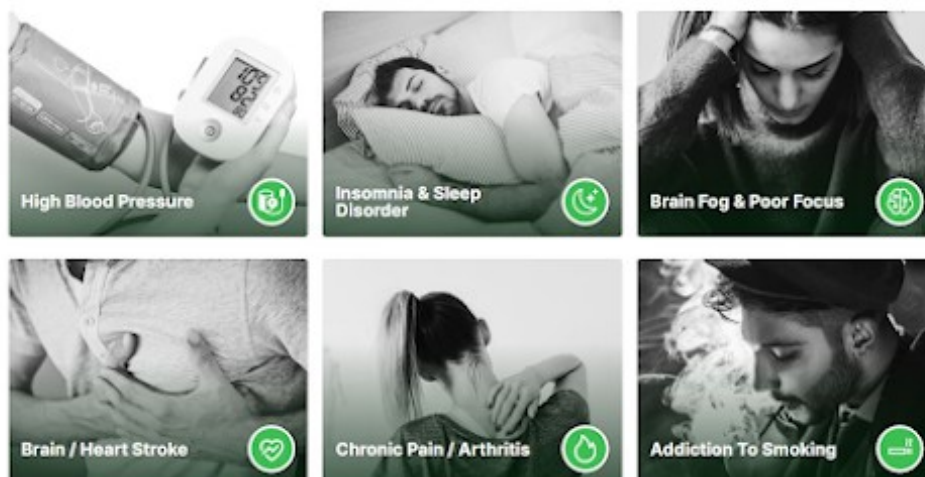 High Blood Pressure
Insomnia & Sleep
Disorder
Brain Fog & Poor Focus
Brain / Heart Stroke
Chronic Pain / Arthritis
Addiction To Smoking